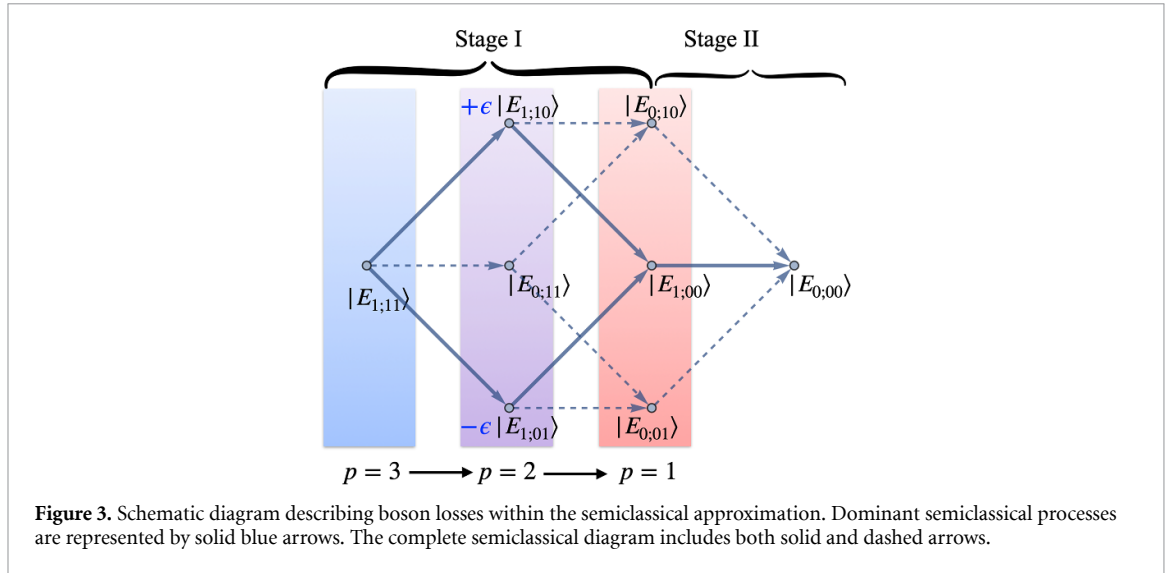 Stage I Stage II
+ϵ |E1;10⟩ |E0;10⟩
|E1;11⟩ |E0;11⟩ |E1;00⟩ |E0;00⟩
−ϵ |E1;01⟩ |E0;01⟩
p = 3 p = 2 p = 1
Figure 3. Schematic diagram describing boson losses within the semiclassical approximation. Dominant semiclassical processes
are represented by solid blue arrows. The complete semiclassical diagram includes both solid and dashed arrows.